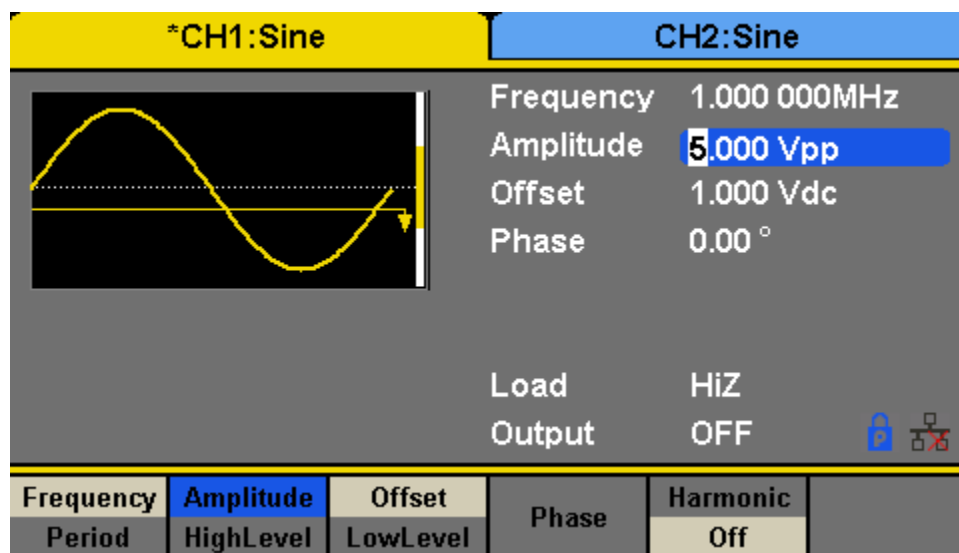 *CH1:Sine CH2:Sine
Frequency 1.000 000MHz
Amplitude 5.000 Vpp
Offset 1.000 Vdc
Phase 0.00 °
Load HiZ
Output OFF P
Frequency Amplitude Offset Phase Harmonic
Period HighLevel LowLevel Off